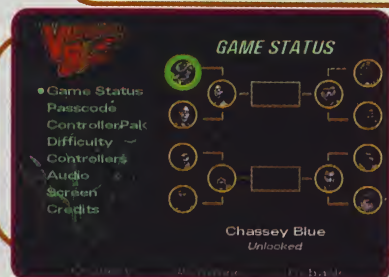 GAME STATUS
Game Status
Passcode
ControllerPak
Difficulty
Controllers
Audio
Screen
Credits
Chassey Blue
Unlocked